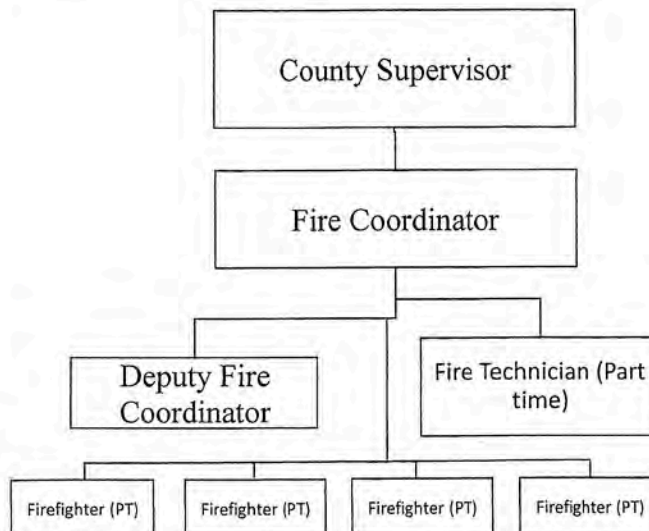 County Supervisor
Fire Coordinator
Deputy Fire
Coordinator
Fire Technician (Part
time)
Firefighter (PT)
Firefighter (PT)
Firefighter (PT)
Firefighter (PT)